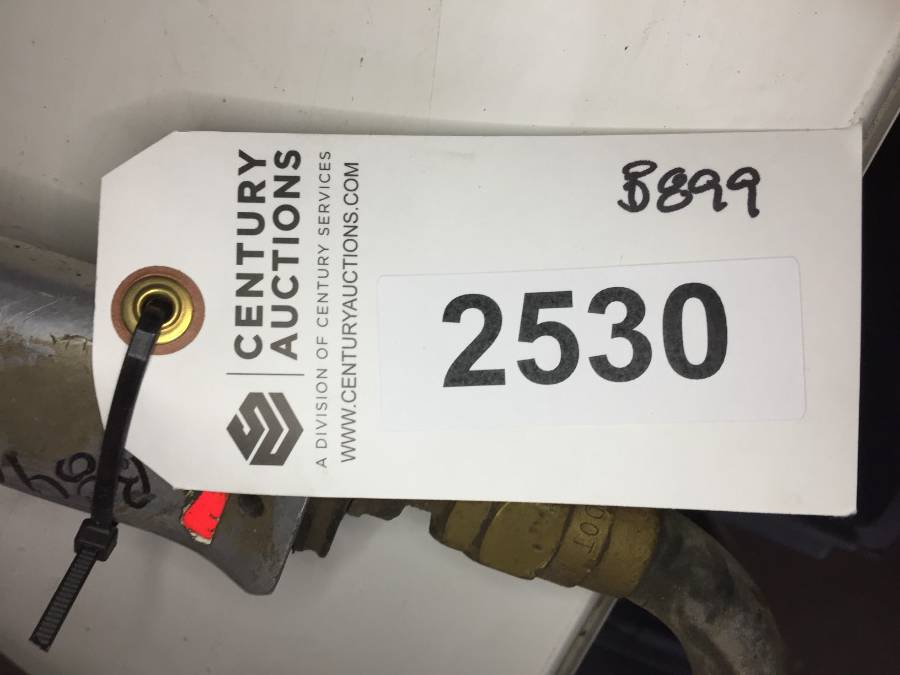 CENTURY
AUCTIONS
A DIVISION OF CENTURY SERVICES
WWW.CENTURYAUCTIONS.COM
B899
2530